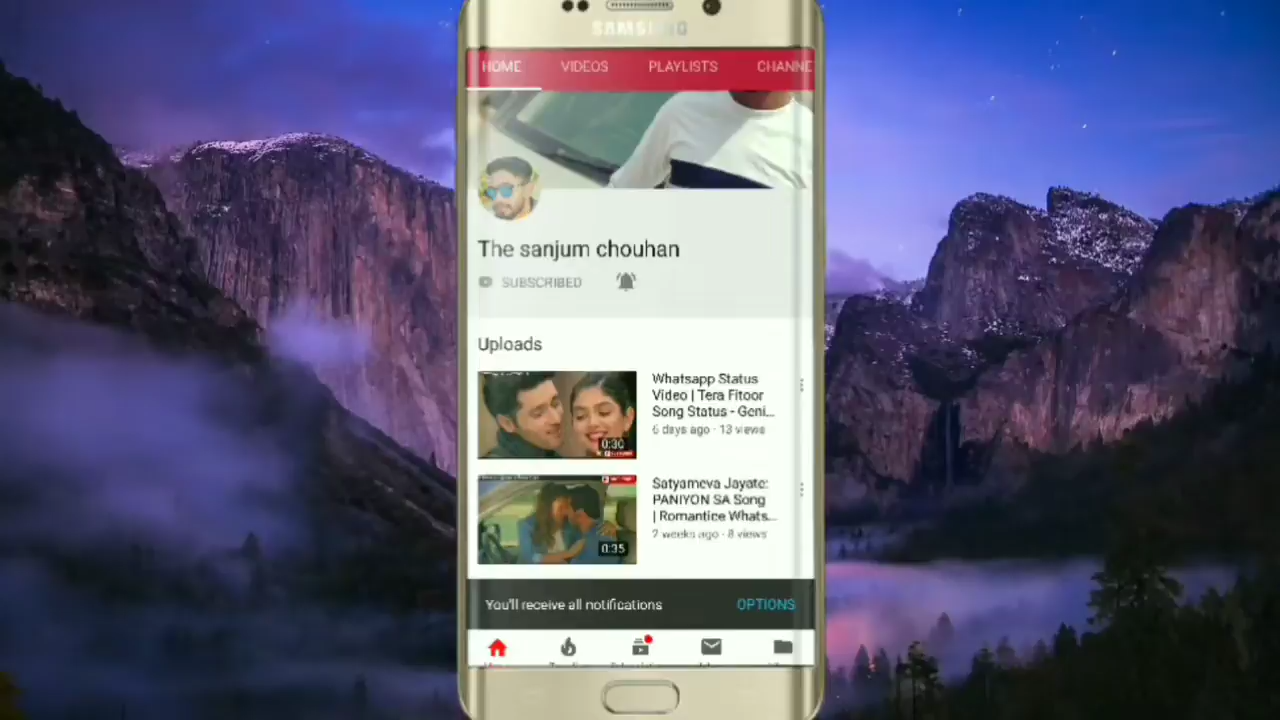 SAMSUNG
HOME VIDEOS PLAYLISTS CHANNE
The sanjum chouhan
SUBSCRIBED
Uploads
Whatsapp Status
Video | Tera Fitoor
Song Status - Geni...
6 days ago · 13 views
0:30
Satyameva Jayate:
PANIYON SA Song
| Romantice Whats...
2 weeks ago · 8 views
0:35
You'll receive all notifications OPTIONS